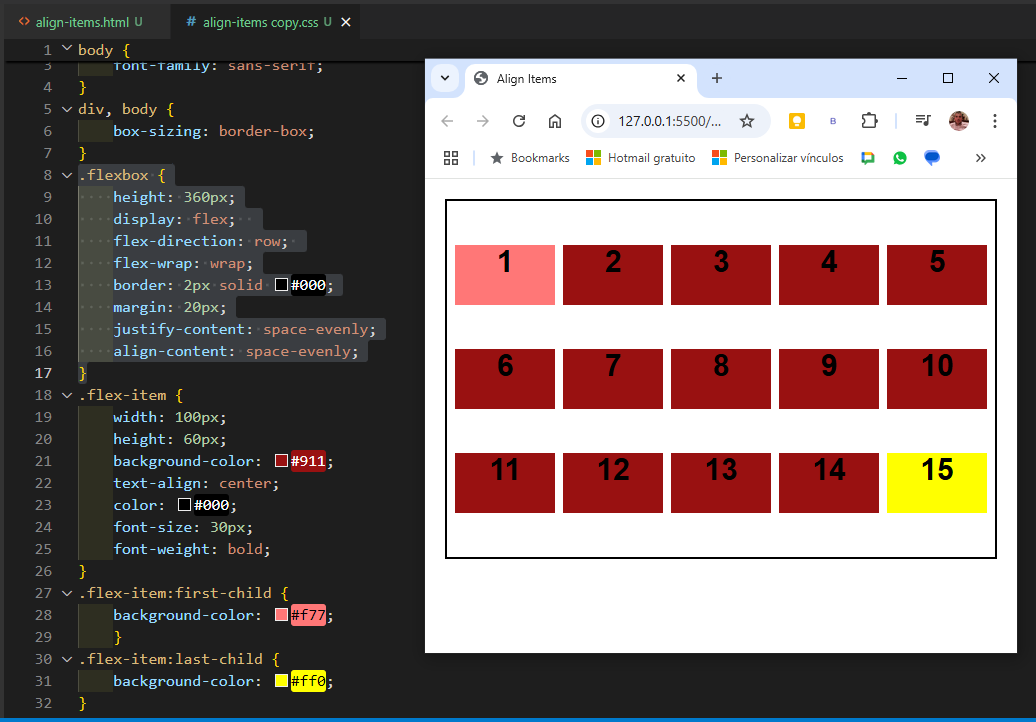 align-items.html U
# align-items copy.css U
1 body {
3 font-family: sans-serif;
4 }
5 div, body {
6 box-sizing: border-box;
7 }
8 .flexbox {
9 ····height: 360px;
10 ····display: flex;··
11 ····flex-direction: row;·
12 ····flex-wrap: wrap;
13 ····border: 2px solid #000;
14 ····margin: 20px;
15 ····justify-content: space-evenly;
16 ····align-content: space-evenly;
17 }
18 .flex-item {
19 width: 100px;
20 height: 60px;
21 background-color: #911;
22 text-align: center;
23 color: #000;
24 font-size: 30px;
25 font-weight: bold;
26 }
27 .flex-item:first-child {
28 background-color: #f77;
29 }
30 .flex-item:last-child {
31 background-color: #ff0;
32 }
Align Items
127.0.0.1:5500/...
B
Bookmarks Hotmail gratuito Personalizar vínculos
1 2 3 4 5
6 7 8 9 10
11 12 13 14 15